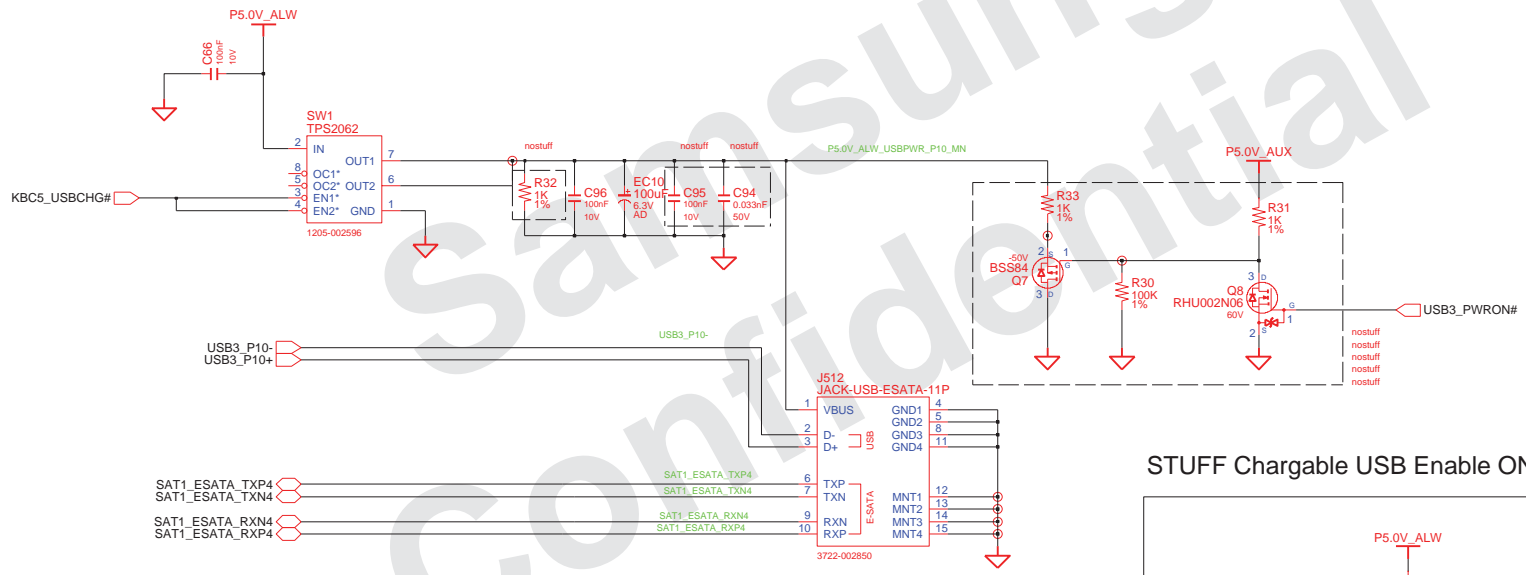 P5.0V_ALW
C66
100nF
10V
SW1
TPS2062
2 IN
OUT1 7
8 OC1*
5 OC2* OUT2 6
3 EN1*
4 EN2* GND 1
1205-002596
KBC5_USBCHG#
nostuff
R32
1K
1%
C96
100nF
10V
EC10
100uF
6.3V
AD
nostuff
C95
100nF
10V
nostuff
C94
0.033nF
50V
P5.0V_ALW_USBPWR_P10_MN
R33
1K
1%
P5.0V_AUX
R31
1K
1%
-50V
BSS84
Q7
2 S
1
G
3 D
R30
100K
1%
3 D
Q8
RHU002N06
60V
G
1
2 S
USB3_PWRON#
nostuff
nostuff
nostuff
nostuff
nostuff
USB3_P10-
USB3_P10+
USB3_P10-
J512
JACK-USB-ESATA-11P
1 VBUS GND1 4
GND2 5
2 D- GND3 8
3 D+ GND4 11
USB
6 TXP
7 TXN MNT1 12
MNT2 13
9 RXN MNT3 14
10 RXP MNT4 15
E-SATA
3722-002850
SAT1_ESATA_TXP4
SAT1_ESATA_TXN4
SAT1_ESATA_RXN4
SAT1_ESATA_RXP4
SAT1_ESATA_TXP4
SAT1_ESATA_TXN4
SAT1_ESATA_RXN4
SAT1_ESATA_RXP4
STUFF Chargable USB Enable ON
P5.0V_ALW
Samsung
Confidential